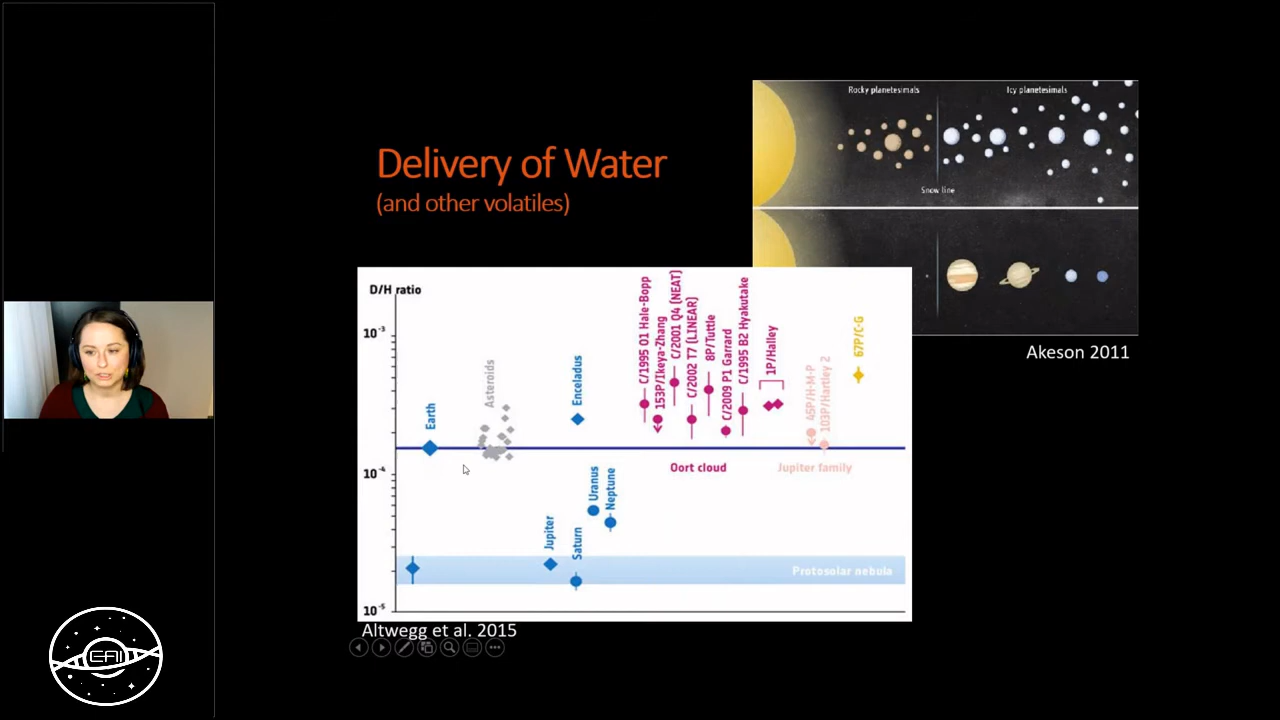 Rocky planetesimals
Icy planetesimals
Snow line
Delivery of Water
(and other volatiles)
Akeson 2011
D/H ratio
10⁻³
10⁻⁴
10⁻⁵
Earth
Asteroids
Enceladus
Jupiter
Saturn
Uranus
Neptune
C/1995 O1 Hale-Bopp
153P/Ikeya-Zhang
C/2001 Q4 (NEAT)
C/2002 T7 (LINEAR)
8P/Tuttle
C/2009 P1 Garrard
C/1995 B2 Hyakutake
1P/Halley
45P/H-M-P
103P/Hartley 2
67P/C-G
Oort cloud
Jupiter family
Protosolar nebula
Altwegg et al. 2015
EAI